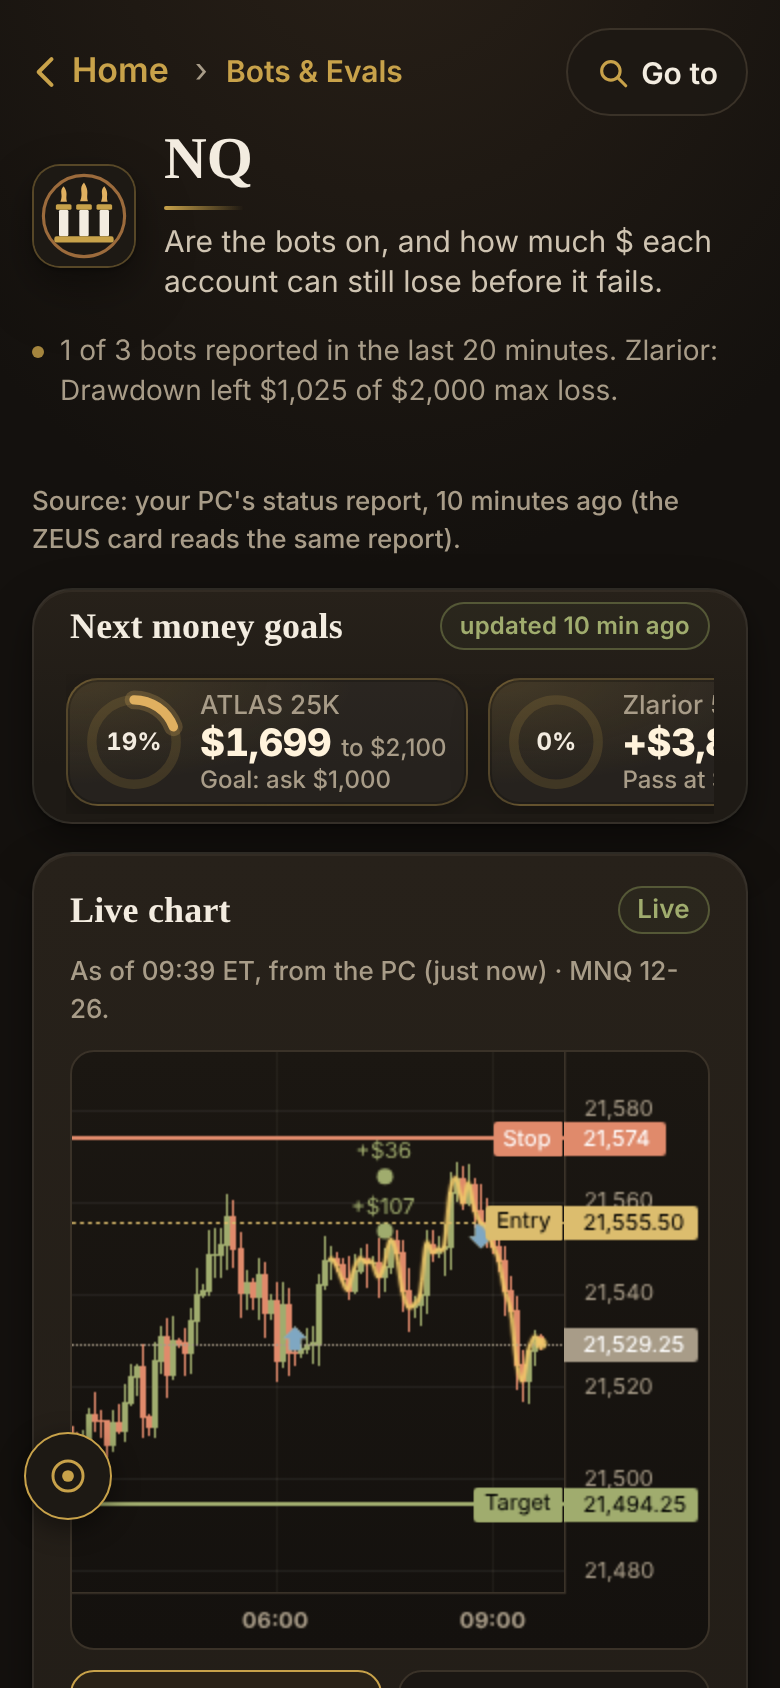 Home › Bots & Evals
Go to
NQ
Are the bots on, and how much $ each
account can still lose before it fails.
1 of 3 bots reported in the last 20 minutes. Zlarior:
Drawdown left $1,025 of $2,000 max loss.
Source: your PC's status report, 10 minutes ago (the
ZEUS card reads the same report).
Next money goals
updated 10 min ago
19%
ATLAS 25K
$1,699 to $2,100
Goal: ask $1,000
0%
Zlarior
+$3,8
Pass at
Live chart
Live
As of 09:39 ET, from the PC (just now) · MNQ 12-
26.
21,580
Stop 21,574
+$36
21,560
+$107
Entry 21,555.50
21,540
21,529.25
21,520
21,500
Target 21,494.25
21,480
06:00
09:00